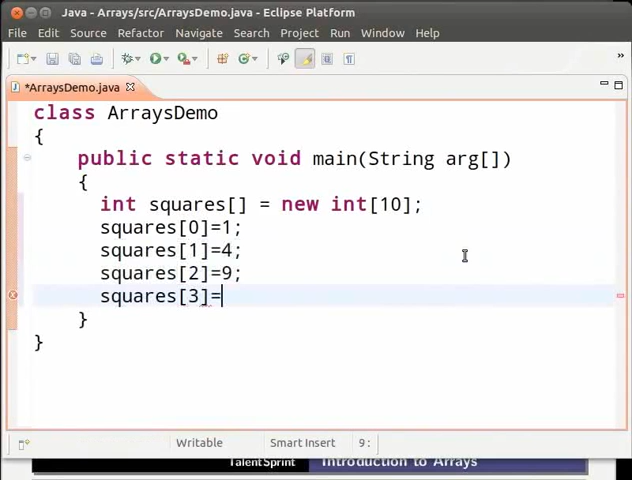 Java - Arrays/src/ArraysDemo.java - Eclipse Platform
File Edit Source Refactor Navigate Search Project Run Window Help
*ArraysDemo.java
class ArraysDemo
{
public static void main(String arg[])
{
int squares[] = new int[10];
squares[0]=1;
squares[1]=4;
squares[2]=9;
squares[3]=
}
}
Writable Smart Insert 9:
TalentSprint Introduction to Arrays